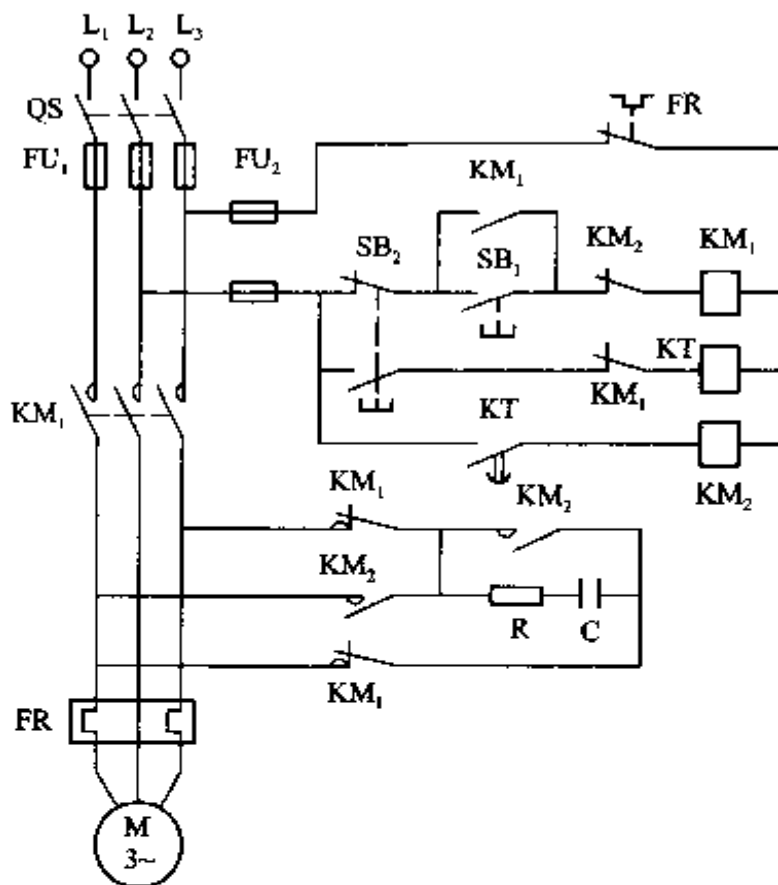 L₁ L₂ L₃
QS
FR
FU₁
FU₂
KM₁
SB₂
SB₁
KM₂
KM₁
KT
KM₁
KM₁
KT
KM₂
KM₁
KM₂
KM₂
R
C
KM₁
FR
M
3~